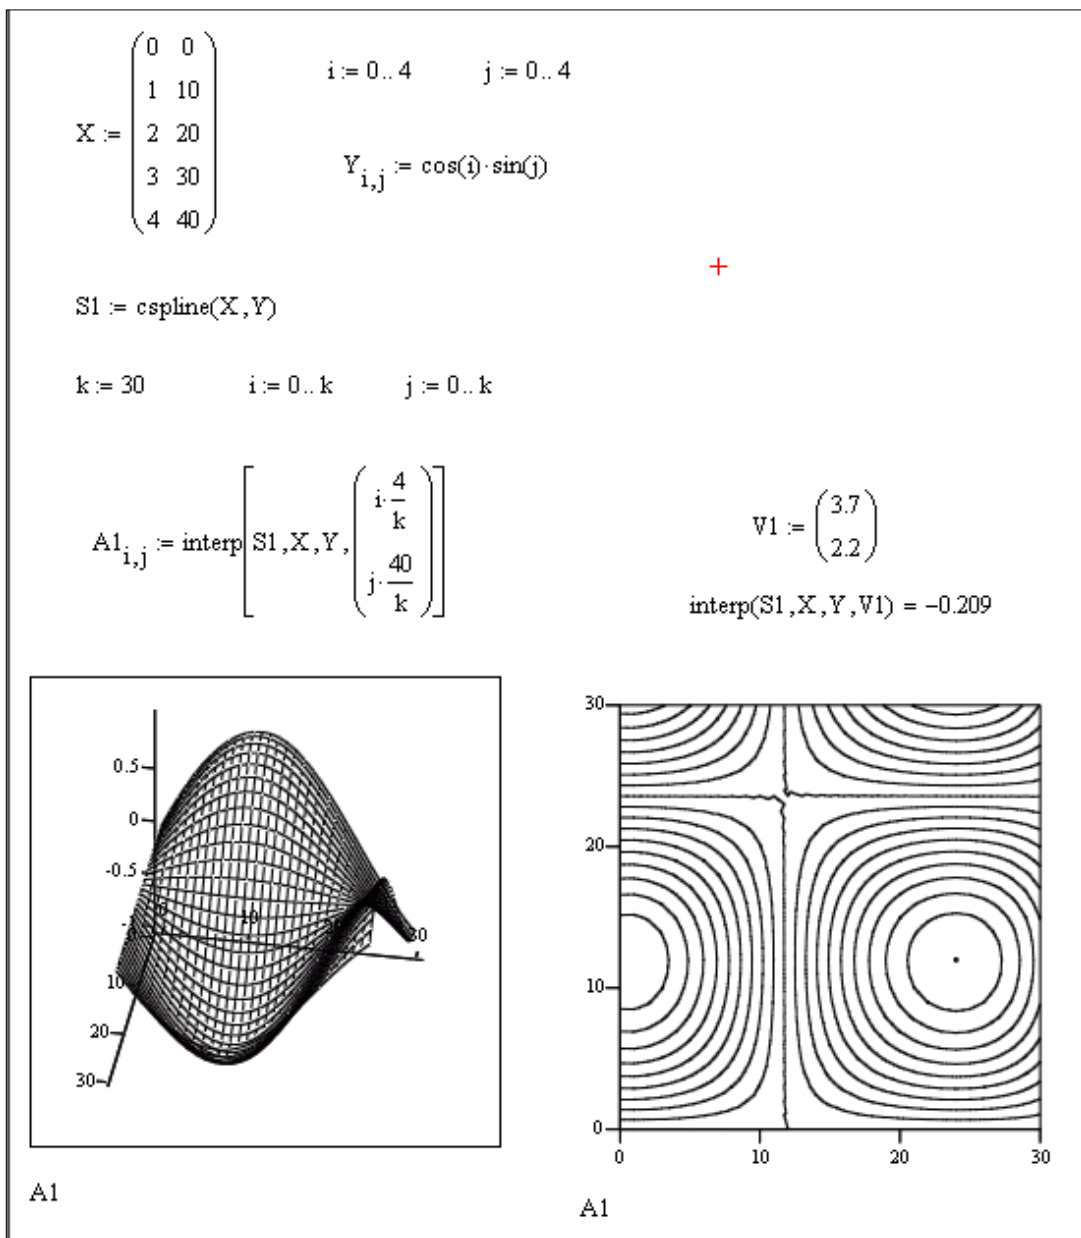 X := ( 0 0
1 10
2 20
3 30
4 40 )
i := 0.. 4 j := 0.. 4
Y i,j := cos(i)·sin(j)
S1 := cspline(X,Y)
k := 30 i := 0.. k j := 0.. k
A1 i,j := interp[ S1,X,Y, ( i· 4/k
j· 40/k ) ]
V1 := ( 3.7
2.2 )
interp(S1,X,Y,V1) = −0.209
0.5
0
-0.5
10
10
20
30
30
A1
30
20
10
0
0 10 20 30
A1